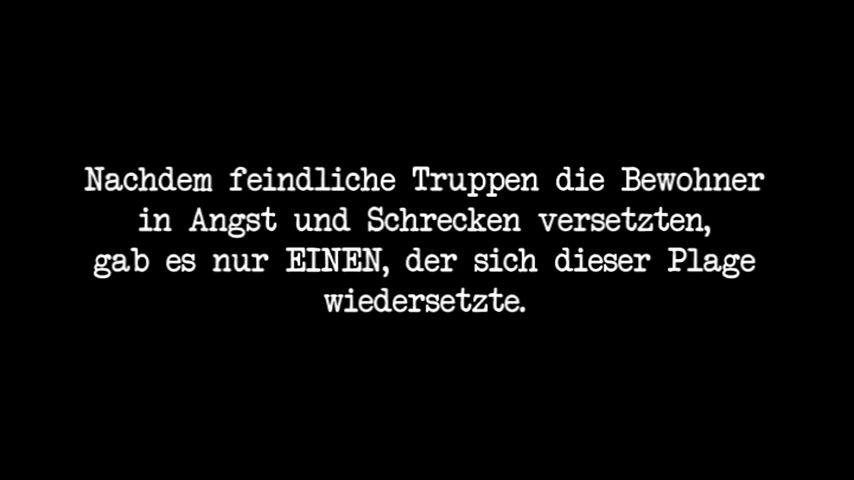 Nachdem feindliche Truppen die Bewohner
in Angst und Schrecken versetzten,
gab es nur EINEN, der sich dieser Plage
wiedersetzte.